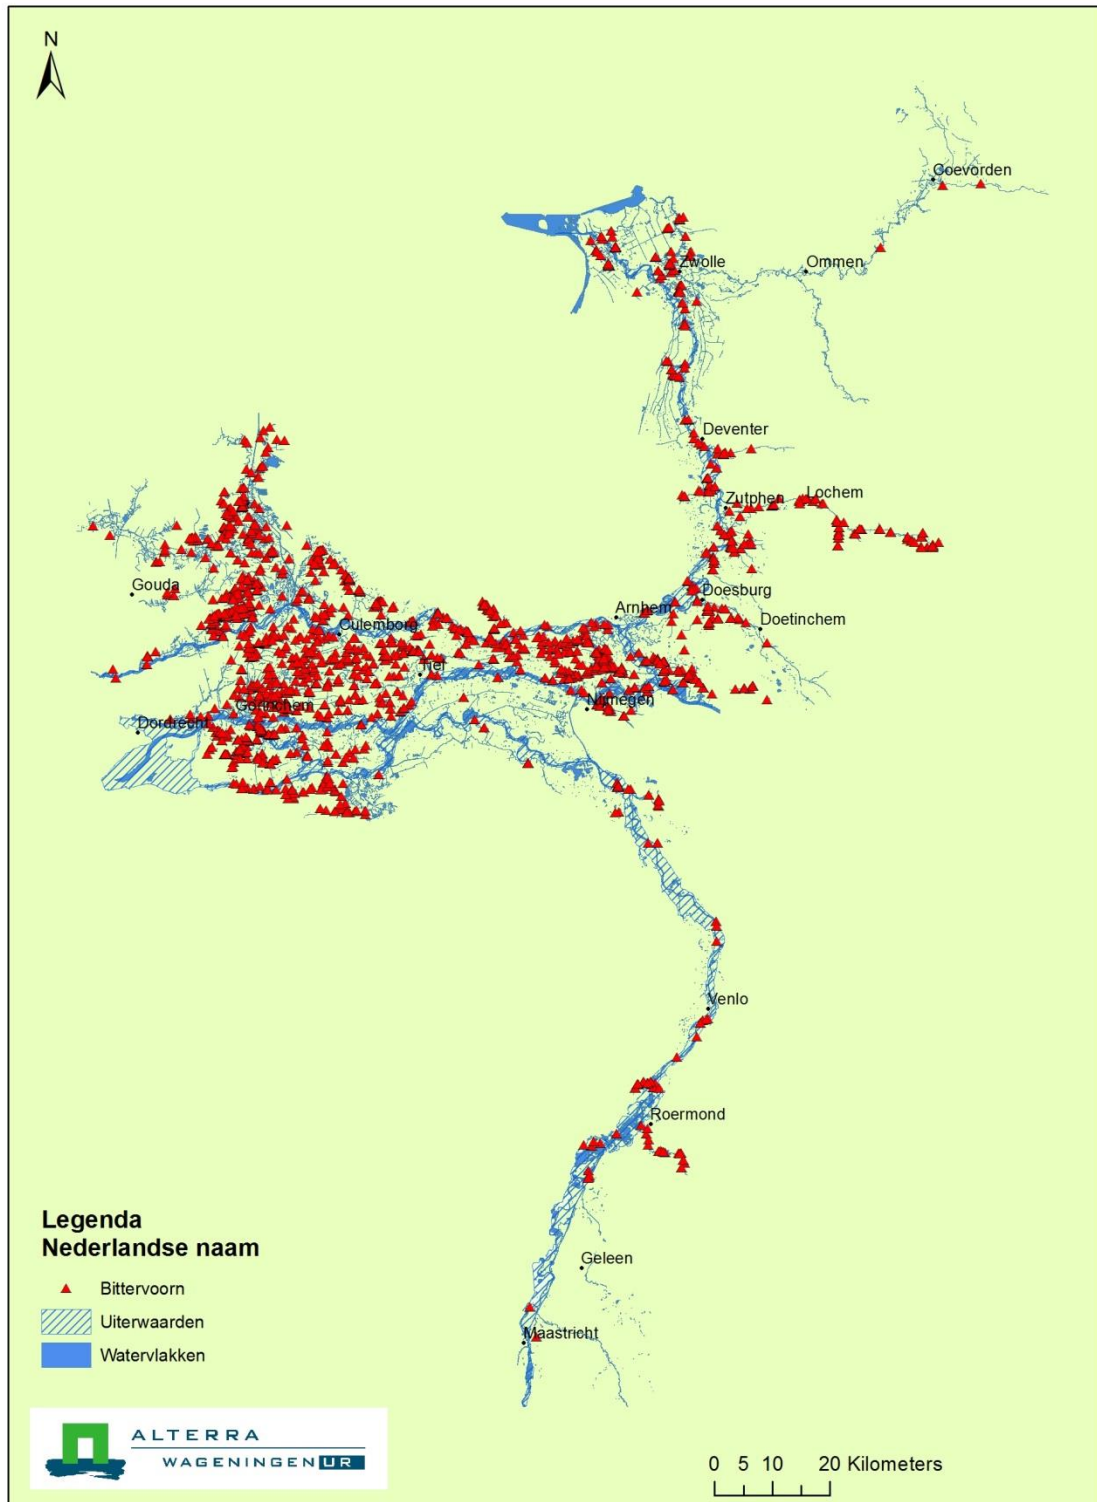 N
Coevorden
Zwolle
Ommen
Deventer
Zutphen
Lochem
Gouda
Doesburg
Arnhem
Doetinchem
Culemborg
Tiel
Nijmegen
Gorinchem
Dordrecht
Venlo
Roermond
Geleen
Maastricht
Legenda
Nederlandse naam
Bittervoorn
Uiterwaarden
Watervlakken
ALTERRA
WAGENINGEN UR
0 5 10 20 Kilometers